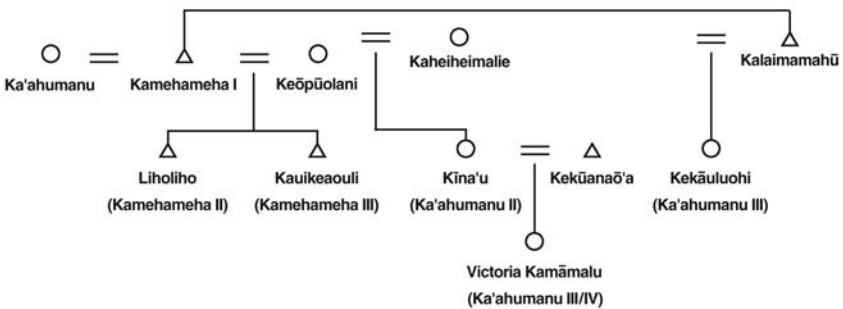 Ka'ahumanu
Kamehameha I
Keōpūolani
Kaheiheimalie
Kalaimamahū
Liholiho
(Kamehameha II)
Kauikeaouli
(Kamehameha III)
Kīna'u
(Ka'ahumanu II)
Kekūanaō'a
Kekāuluohi
(Ka'ahumanu III)
Victoria Kamāmalu
(Ka'ahumanu III/IV)